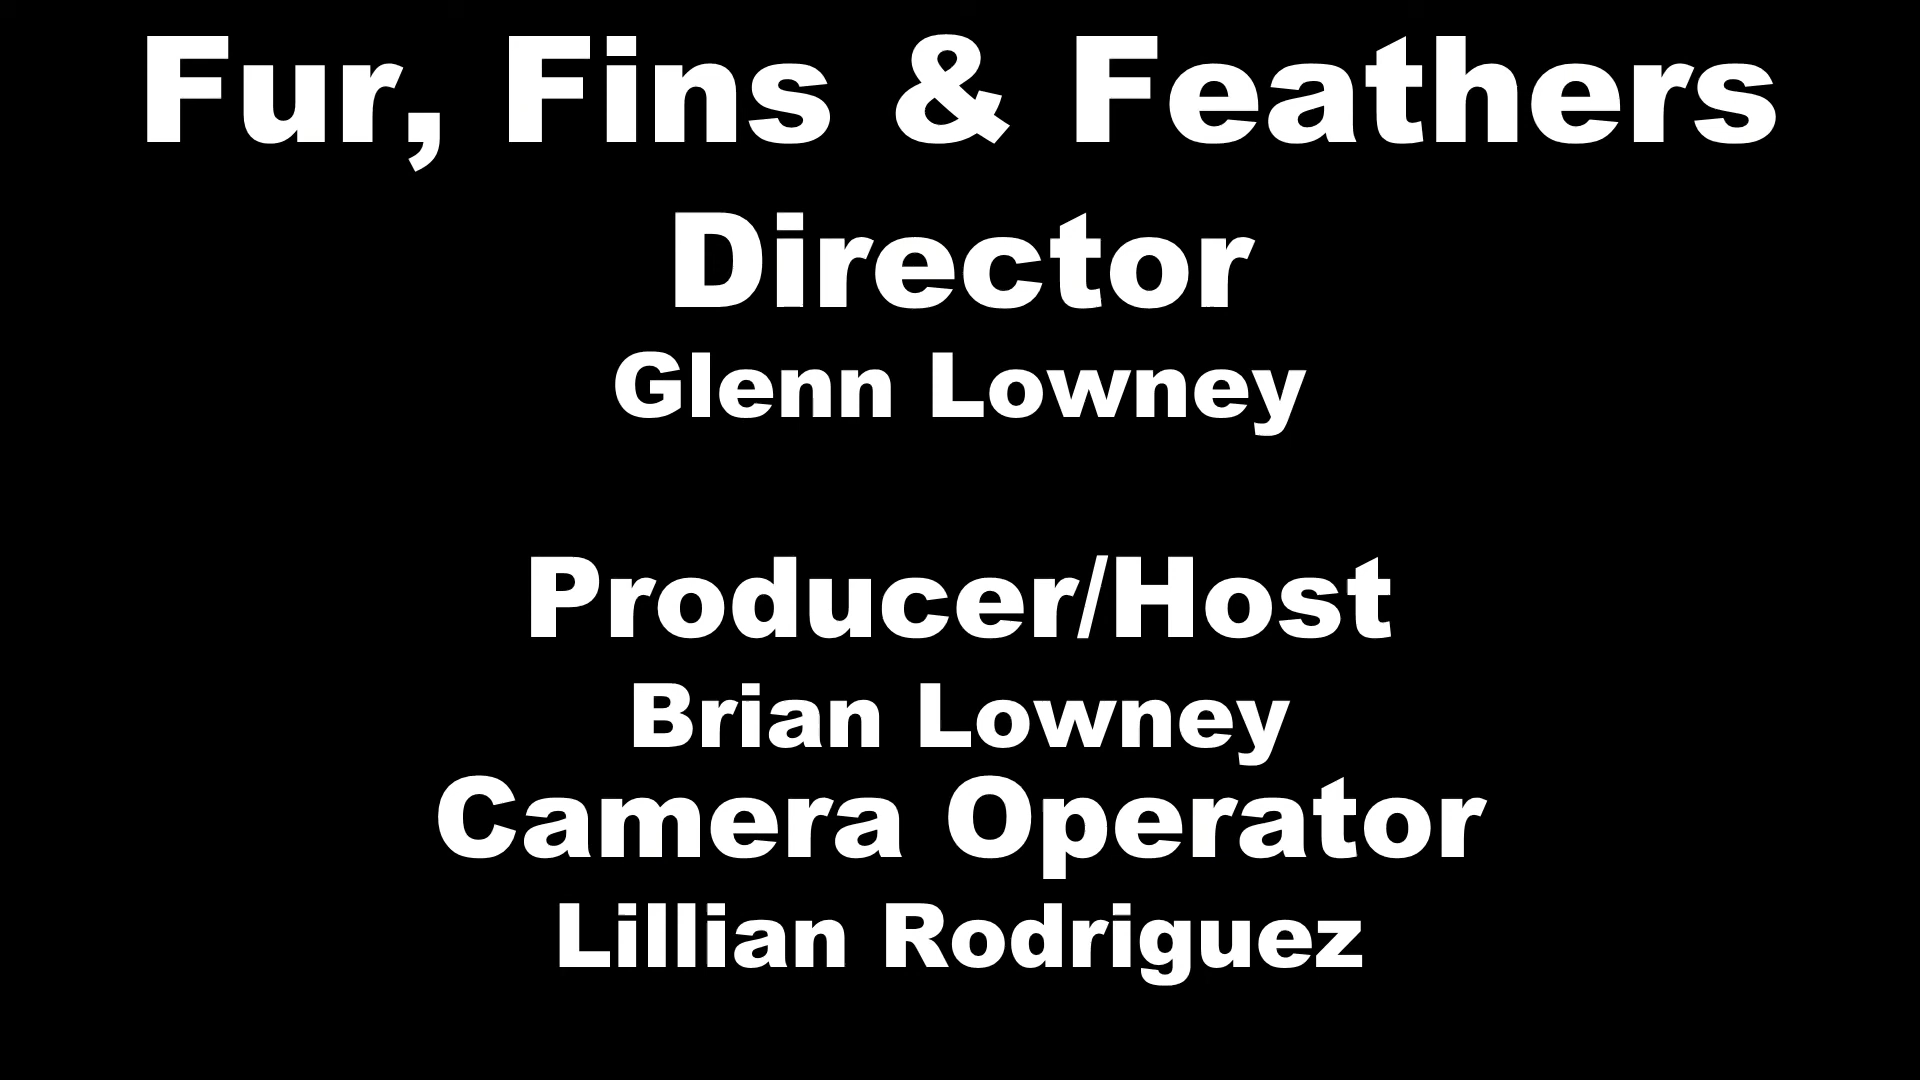 Fur, Fins & Feathers
Director
Glenn Lowney
Producer/Host
Brian Lowney
Camera Operator
Lillian Rodriguez